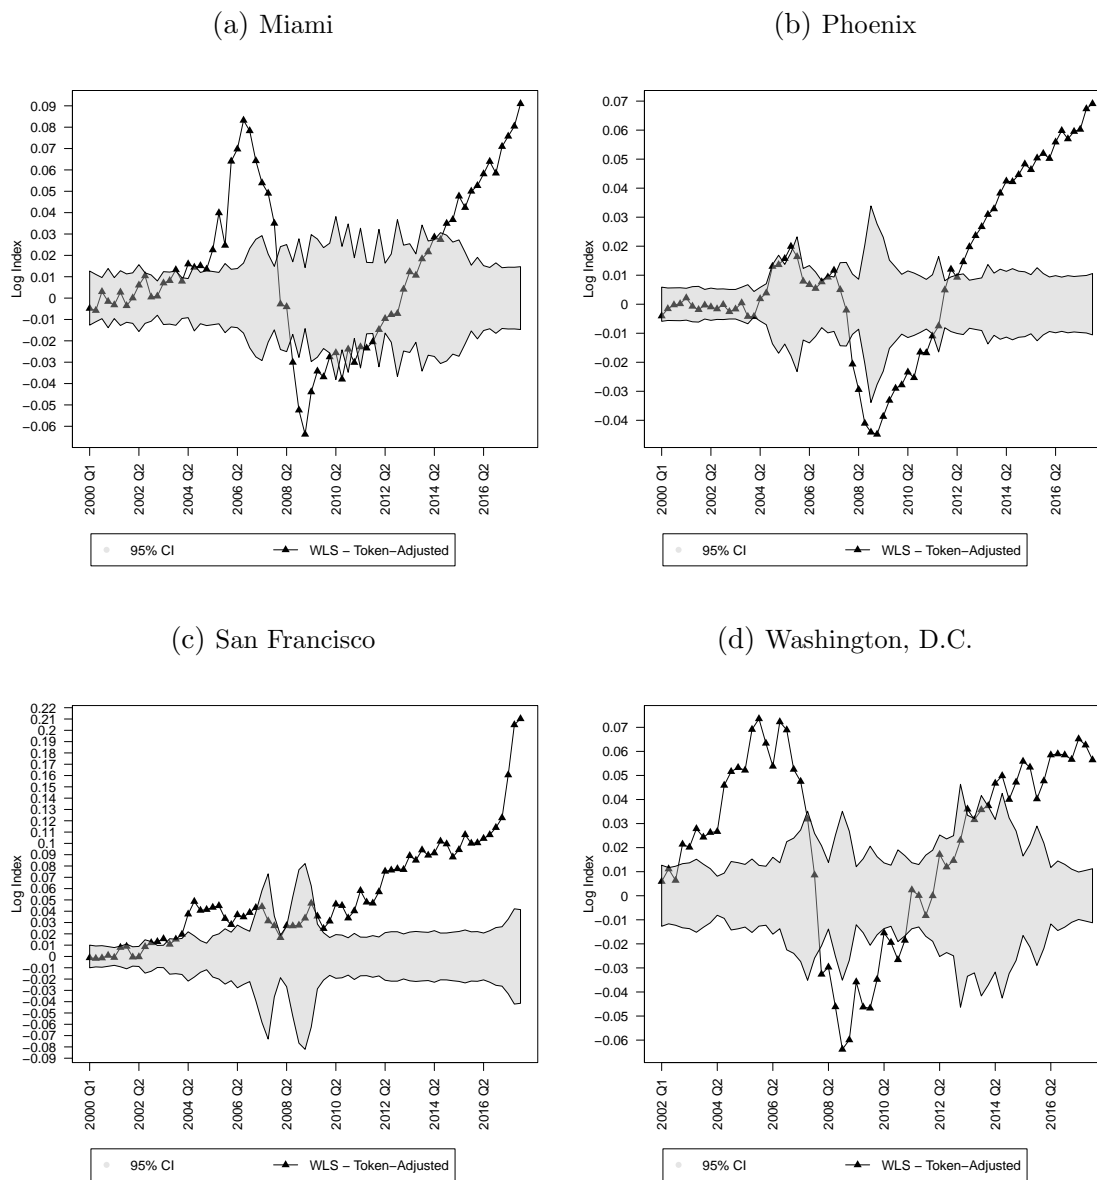 (a) Miami
Log Index
0.09
0.08
0.07
0.06
0.05
0.04
0.03
0.02
0.01
0
−0.01
−0.02
−0.03
−0.04
−0.05
−0.06
2000 Q1
2002 Q2
2004 Q2
2006 Q2
2008 Q2
2010 Q2
2012 Q2
2014 Q2
2016 Q2
95% CI
WLS − Token−Adjusted
(b) Phoenix
Log Index
0.07
0.06
0.05
0.04
0.03
0.02
0.01
0
−0.01
−0.02
−0.03
−0.04
2000 Q1
2002 Q2
2004 Q2
2006 Q2
2008 Q2
2010 Q2
2012 Q2
2014 Q2
2016 Q2
95% CI
WLS − Token−Adjusted
(c) San Francisco
Log Index
0.22
0.21
0.2
0.19
0.18
0.17
0.16
0.15
0.14
0.13
0.12
0.11
0.1
0.09
0.08
0.07
0.06
0.05
0.04
0.03
0.02
0.01
0
−0.01
−0.02
−0.03
−0.04
−0.05
−0.06
−0.07
−0.08
−0.09
2000 Q1
2002 Q2
2004 Q2
2006 Q2
2008 Q2
2010 Q2
2012 Q2
2014 Q2
2016 Q2
95% CI
WLS − Token−Adjusted
(d) Washington, D.C.
Log Index
0.07
0.06
0.05
0.04
0.03
0.02
0.01
0
−0.01
−0.02
−0.03
−0.04
−0.05
−0.06
2002 Q1
2004 Q2
2006 Q2
2008 Q2
2010 Q2
2012 Q2
2014 Q2
2016 Q2
95% CI
WLS − Token−Adjusted